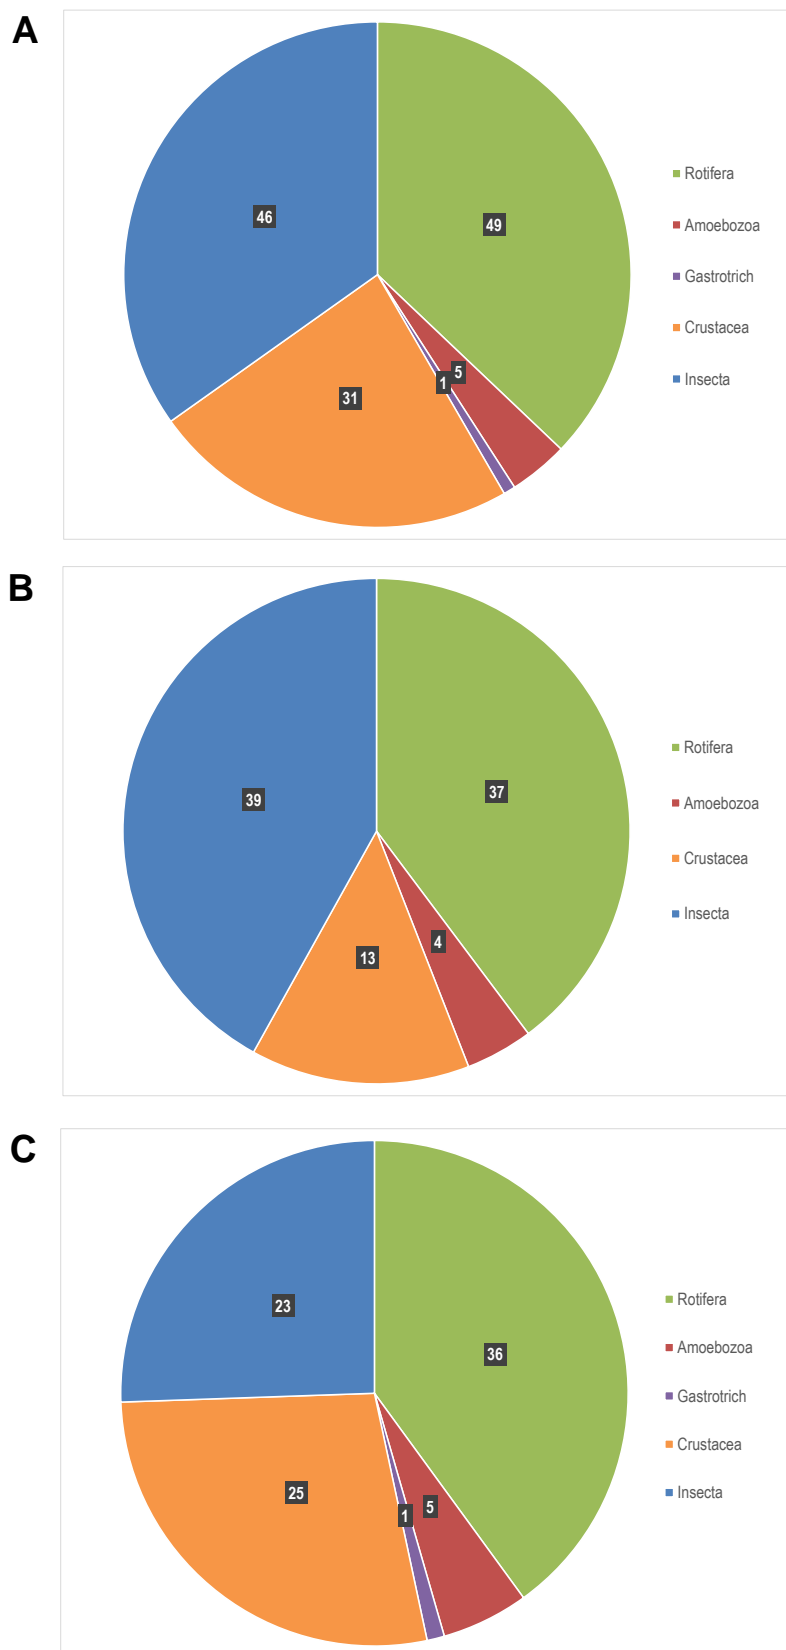 A
46
49
5
1
31
Rotifera
Amoebozoa
Gastrotrich
Crustacea
Insecta
B
39
37
4
13
Rotifera
Amoebozoa
Crustacea
Insecta
C
23
36
25
5
1
Rotifera
Amoebozoa
Gastrotrich
Crustacea
Insecta